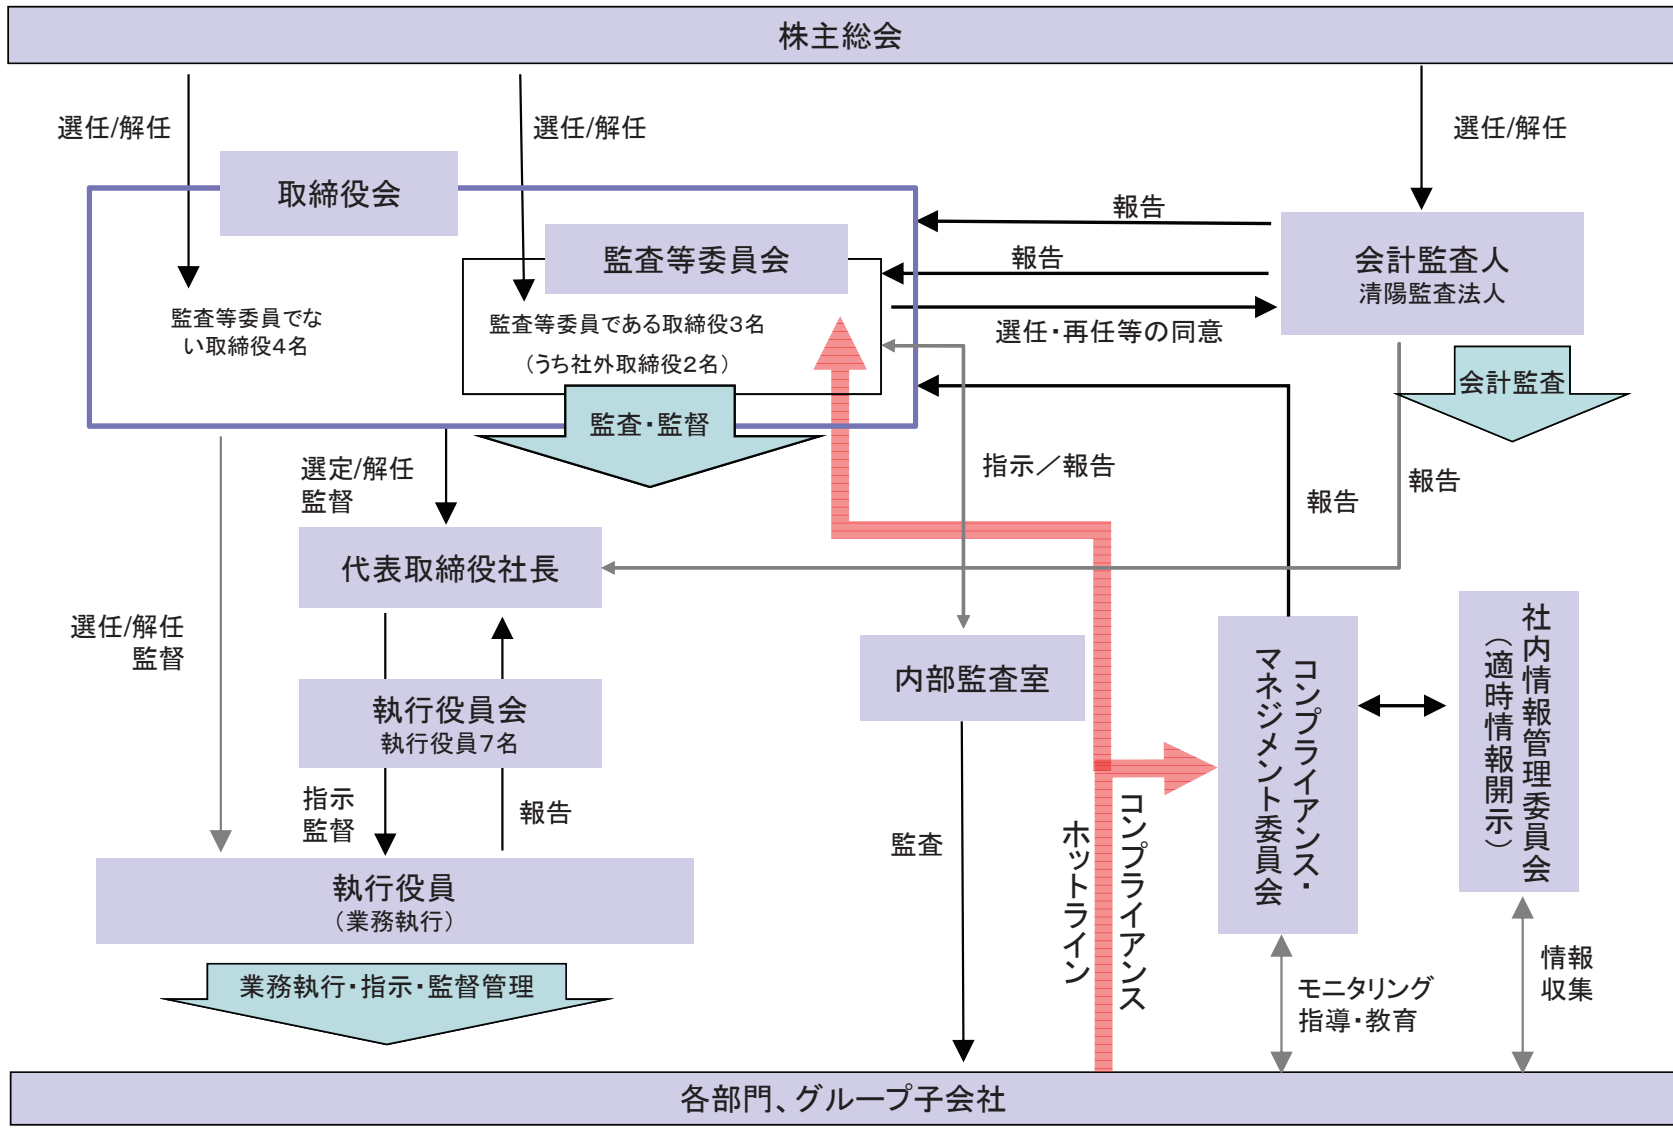 株主総会
選任/解任
選任/解任
選任/解任
取締役会
監査等委員会
監査等委員でな
い取締役4名
監査等委員である取締役3名
（うち社外取締役2名）
報告
報告
選任・再任等の同意
会計監査人
清陽監査法人
会計監査
監査・監督
選定/解任
監督
指示／報告
報告
報告
代表取締役社長
選任/解任
監督
執行役員会
執行役員7名
指示
監督
報告
内部監査室
監査
コンプライアンス
ホットライン
コンプライアンス・
マネジメント委員会
社内情報管理委員会
（適時情報開示）
執行役員
（業務執行）
業務執行・指示・監督管理
モニタリング
指導・教育
情報
収集
各部門、グループ子会社